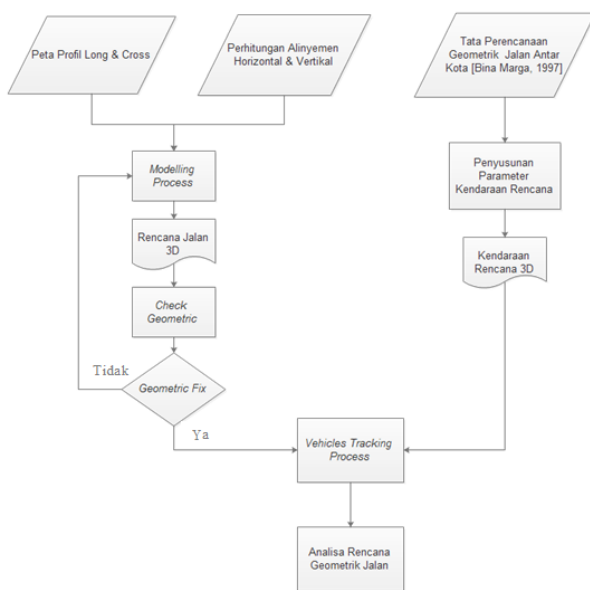 Peta Profil Long & Cross
Perhitungan Alinyemen
Horizontal & Vertikal
Tata Perencanaan
Geometrik Jalan Antar
Kota [Bina Marga, 1997]
Modelling
Process
Penyusunan
Parameter
Kendaraan Rencana
Rencana Jalan
3D
Kendaraan
Rencana 3D
Check
Geometric
Tidak
Geometric Fix
Ya
Vehicles Tracking
Process
Analisa Rencana
Geometrik Jalan